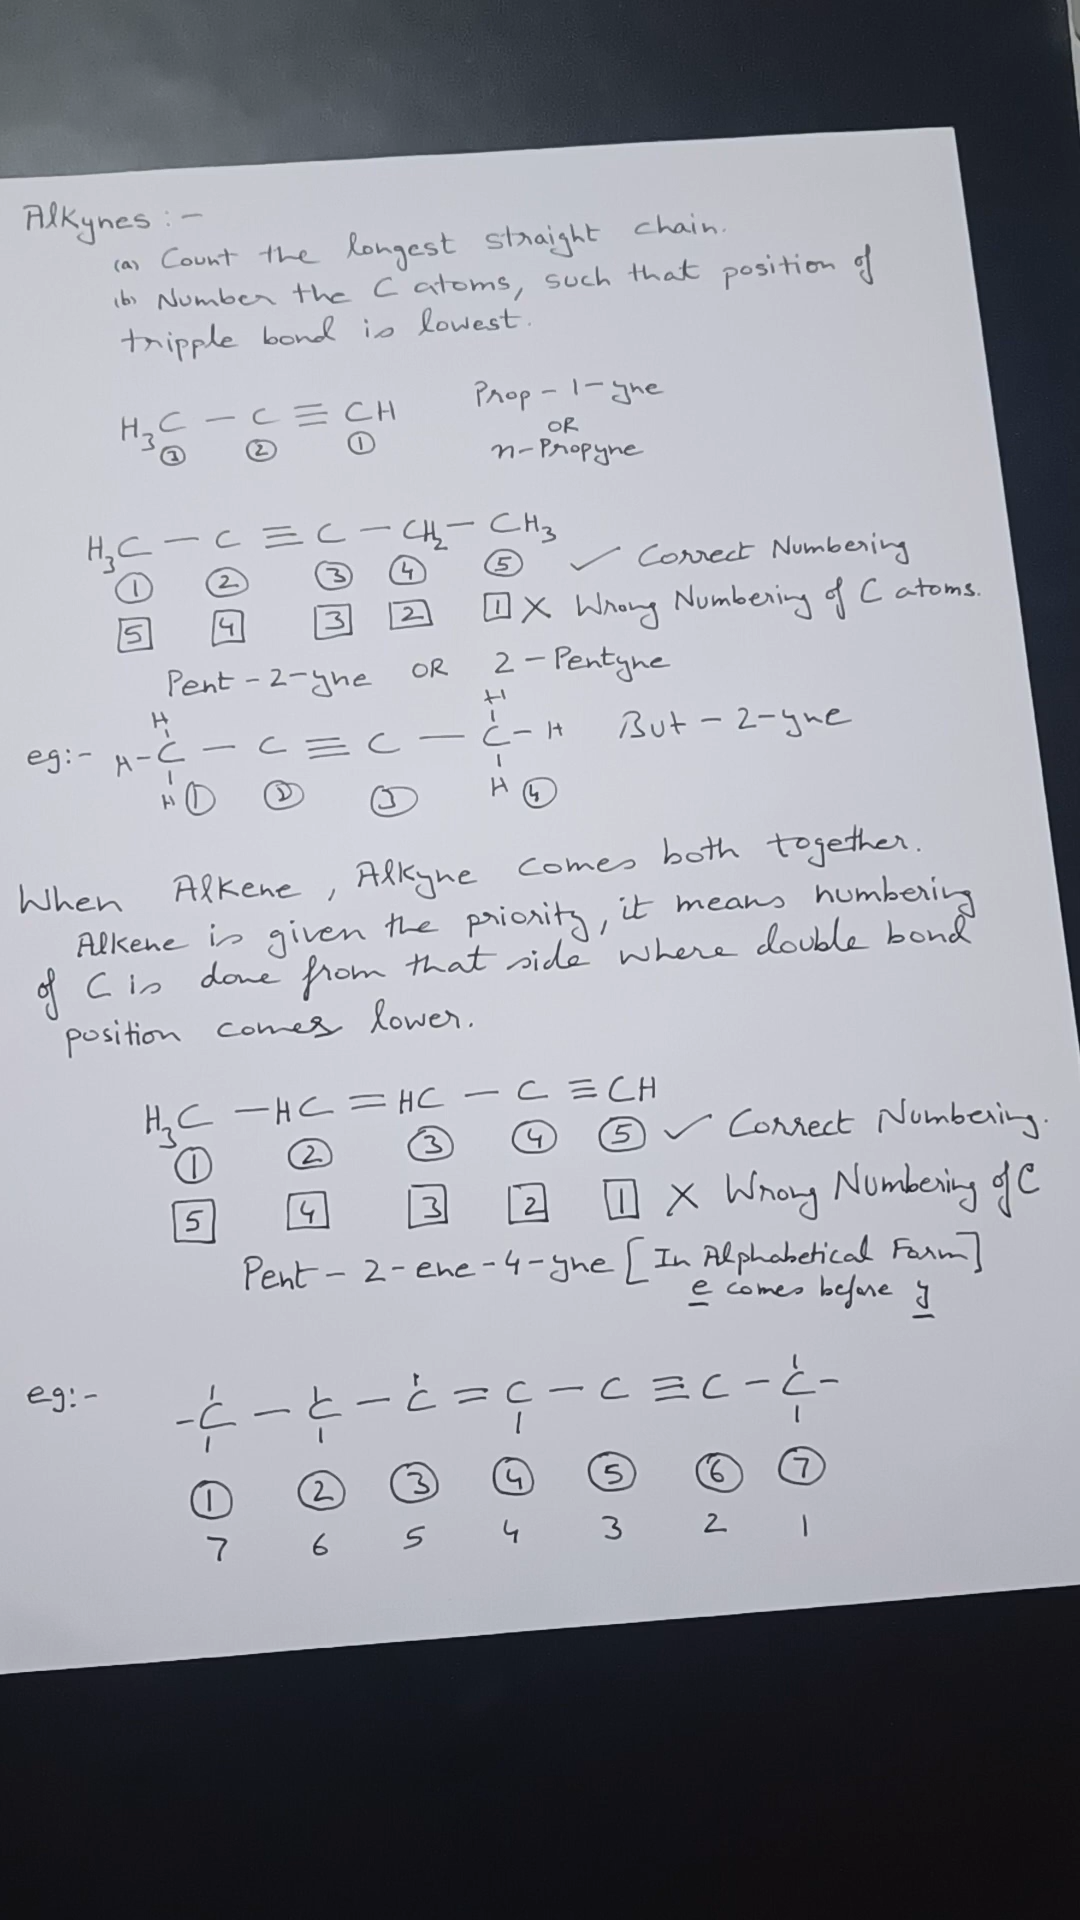 Alkynes :-
(a) Count the longest straight chain.
(b) Number the C atoms, such that position of
tripple bond is lowest.
H₃C - C ≡ CH Prop-1-yne
③ ② ① OR
n-Propyne
H₃C - C ≡ C - CH₂ - CH₃
① ② ③ ④ ⑤ ✓ Correct Numbering
5 4 3 2 1 X Wrong Numbering of C atoms.
Pent-2-yne OR 2-Pentyne
H H
eg:- H-C - C ≡ C - C-H But-2-yne
H ① ② ③ H ④
When Alkene, Alkyne comes both together.
Alkene is given the priority, it means numbering
of C is done from that side where double bond
position comes lower.
H₃C - HC = HC - C ≡ CH
① ② ③ ④ ⑤ ✓ Correct Numbering.
5 4 3 2 1 X Wrong Numbering of C
Pent-2-ene-4-yne [In Alphabetical Form]
e comes before y
eg:- -C - C - C = C - C ≡ C - C-
① ② ③ ④ ⑤ ⑥ ⑦
7 6 5 4 3 2 1